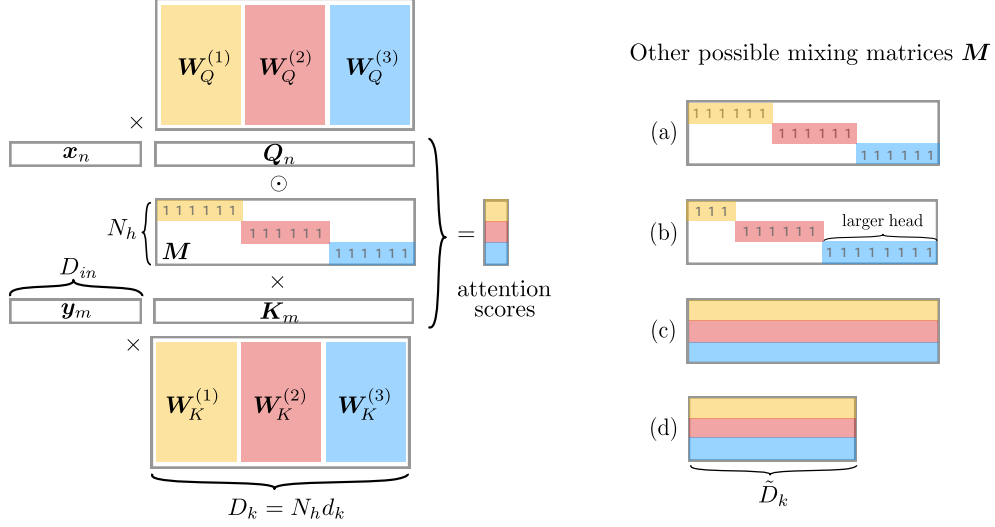 W_Q^{(1)} W_Q^{(2)} W_Q^{(3)}
×
x_n Q_n
⊙
N_h
1 1 1 1 1 1
1 1 1 1 1 1
1 1 1 1 1 1
M
=
attention
scores
×
D_{in}
y_m K_m
×
W_K^{(1)} W_K^{(2)} W_K^{(3)}
D_k = N_h d_k
Other possible mixing matrices M
(a)
1 1 1 1 1 1
1 1 1 1 1 1
1 1 1 1 1 1
(b)
1 1 1
1 1 1 1 1 1
larger head
1 1 1 1 1 1 1 1
(c)
(d)
\tilde{D}_k